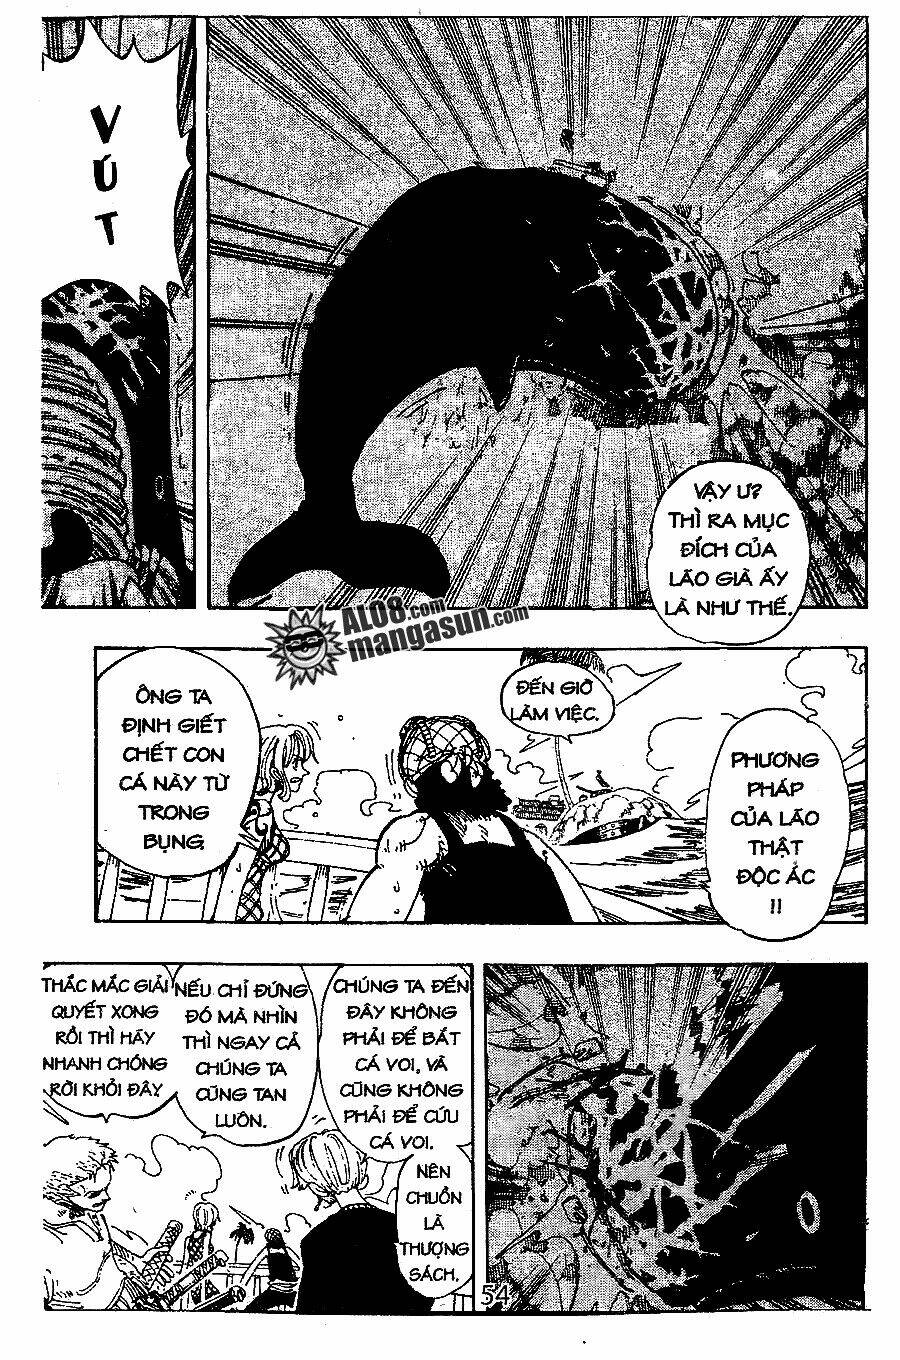 VÚT
VẬY Ư?
THÌ RA MỤC
ĐÍCH CỦA
LÃO GIÀ ẤY
LÀ NHƯ THẾ.
ALO8.com
mangasun.com
PHƯƠNG
PHÁP
CỦA LÃO
THẬT
ĐỘC ÁC
!!
ĐẾN GIỜ
LÀM VIỆC.
ÔNG TA
ĐỊNH GIẾT
CHẾT CON
CÁ NÀY TỪ
TRONG
BỤNG.
CHÚNG TA ĐẾN
ĐÂY KHÔNG
PHẢI ĐỂ BẮT
CÁ VOI, VÀ
CŨNG KHÔNG
PHẢI ĐỂ CỨU
CÁ VOI.
NÊN
CHUỒN
LÀ
THƯỢNG
SÁCH.
NẾU CHỈ ĐỨNG
ĐÓ MÀ NHÌN
THÌ NGAY CẢ
CHÚNG TA
CŨNG TAN
LUÔN.
THẮC MẮC GIẢI
QUYẾT XONG
RỒI THÌ HÃY
NHANH CHÓNG
RỜI KHỎI ĐÂY.
54